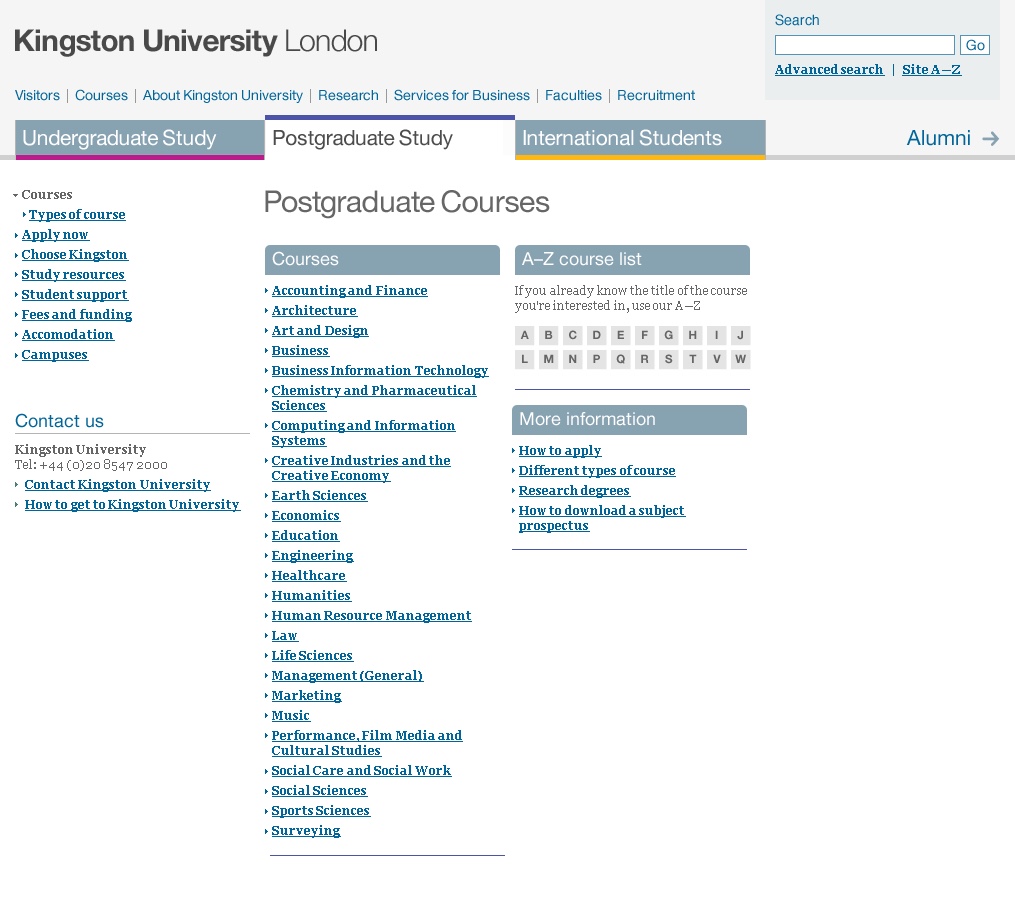 Kingston University London
Search
Go
Advanced search | Site A–Z
Visitors | Courses | About Kingston University | Research | Services for Business | Faculties | Recruitment
Undergraduate Study
Postgraduate Study
International Students
Alumni
Courses
Types of course
Apply now
Choose Kingston
Study resources
Student support
Fees and funding
Accomodation
Campuses
Contact us
Kingston University
Tel: +44 (0)20 8547 2000
Contact Kingston University
How to get to Kingston University
Postgraduate Courses
Courses
Accounting and Finance
Architecture
Art and Design
Business
Business Information Technology
Chemistry and Pharmaceutical
Sciences
Computing and Information
Systems
Creative Industries and the
Creative Economy
Earth Sciences
Economics
Education
Engineering
Healthcare
Humanities
Human Resource Management
Law
Life Sciences
Management (General)
Marketing
Music
Performance, Film Media and
Cultural Studies
Social Care and Social Work
Social Sciences
Sports Sciences
Surveying
A–Z course list
If you already know the title of the course
you're interested in, use our A–Z
A B C D E F G H I J
L M N P Q R S T V W
More information
How to apply
Different types of course
Research degrees
How to download a subject
prospectus